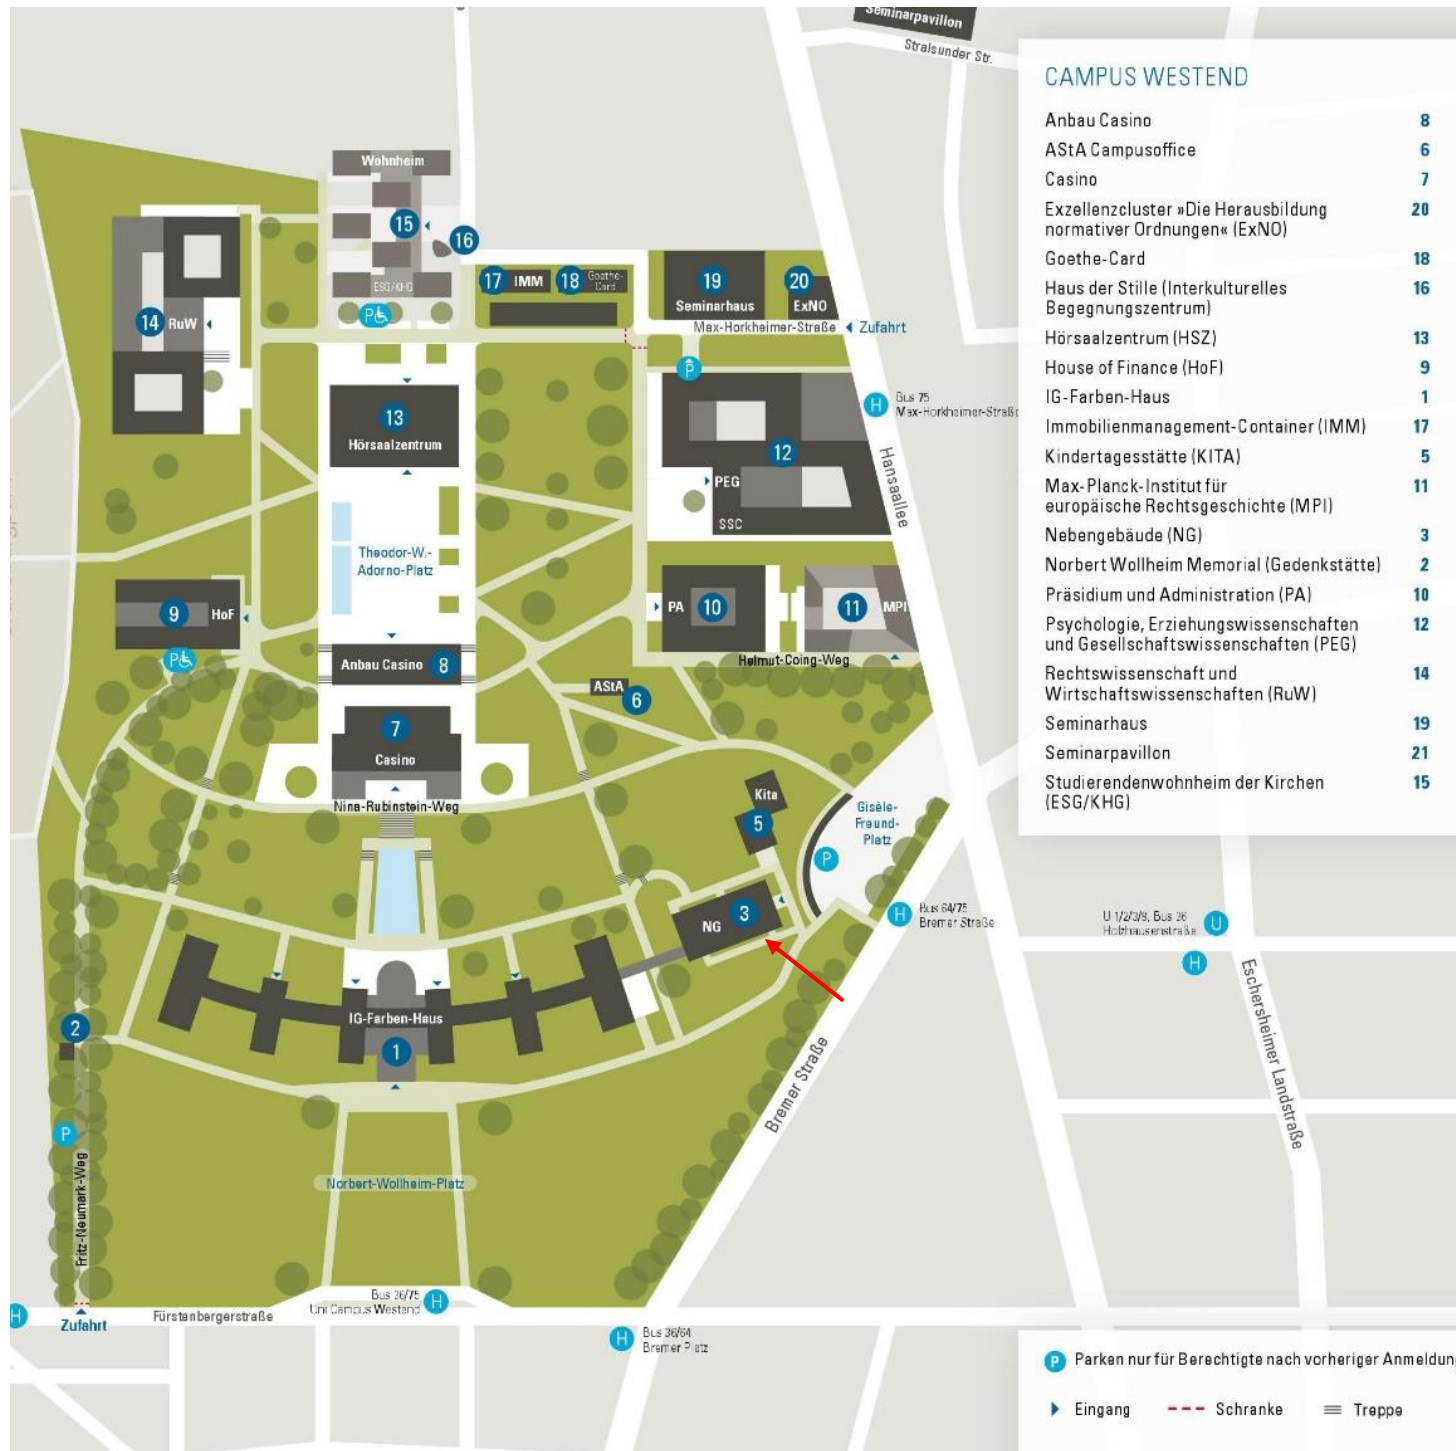 Seminarpavilion
Stralsunder Str.
CAMPUS WESTEND
Anbau Casino 8
AStA Campusoffice 6
Casino 7
Exzellenzcluster »Die Herausbildung 20
normativer Ordnungen« (ExNO)
Goethe-Card 18
Haus der Stille (Interkulturelles 16
Begegnungszentrum)
Hörsaalzentrum (HSZ) 13
House of Finance (HoF) 9
IG-Farben-Haus 1
Immobilienmanagement-Container (IMM) 17
Kindertagesstätte (KITA) 5
Max-Planck-Institut für 11
europäische Rechtsgeschichte (MPI)
Nebengebäude (NG) 3
Norbert Wollheim Memorial (Gedenkstätte) 2
Präsidium und Administration (PA) 10
Psychologie, Erziehungswissenschaften 12
und Gesellschaftswissenschaften (PEG)
Rechtswissenschaft und 14
Wirtschaftswissenschaften (RuW)
Seminarhaus 19
Seminarpavillon 21
Studierendenwohnheim der Kirchen 15
(ESG/KHG)
Wohnheim
15
16
ESG/KHG
P
14 RuW
17 IMM
18 Goethe-
Card
19
Seminarhaus
20
ExNO
Max-Horkheimer-Straße
Zufahrt
P
H Bus 75
Max-Horkheimer-Straße
13
Hörsaalzentrum
12
PEG
SSC
Hansaallee
Theodor-W.-
Adorno-Platz
9 HoF
P
PA 10
11 MPI
Helmut-Coing-Weg
Anbau Casino 8
AStA
6
7
Casino
Nina-Rubinstein-Weg
Kita
5
Gisèle-
Freund-
Platz
P
3
NG
H Bus 64/75
Bremer Straße
U 1/2/3/8, Bus 36
Holzhausenstraße
U
H
Eschersheimer Landstraße
IG-Farben-Haus
1
2
Bremer Straße
P
Fritz-Neumark-Weg
Norbert-Wollheim-Platz
Bus 36/75
Uni Campus Westend
H
H
Zufahrt
Fürstenbergerstraße
H Bus 36/64
Bremer Platz
P Parken nur für Berechtigte nach vorheriger Anmeldun
Eingang
Schranke
Treppe